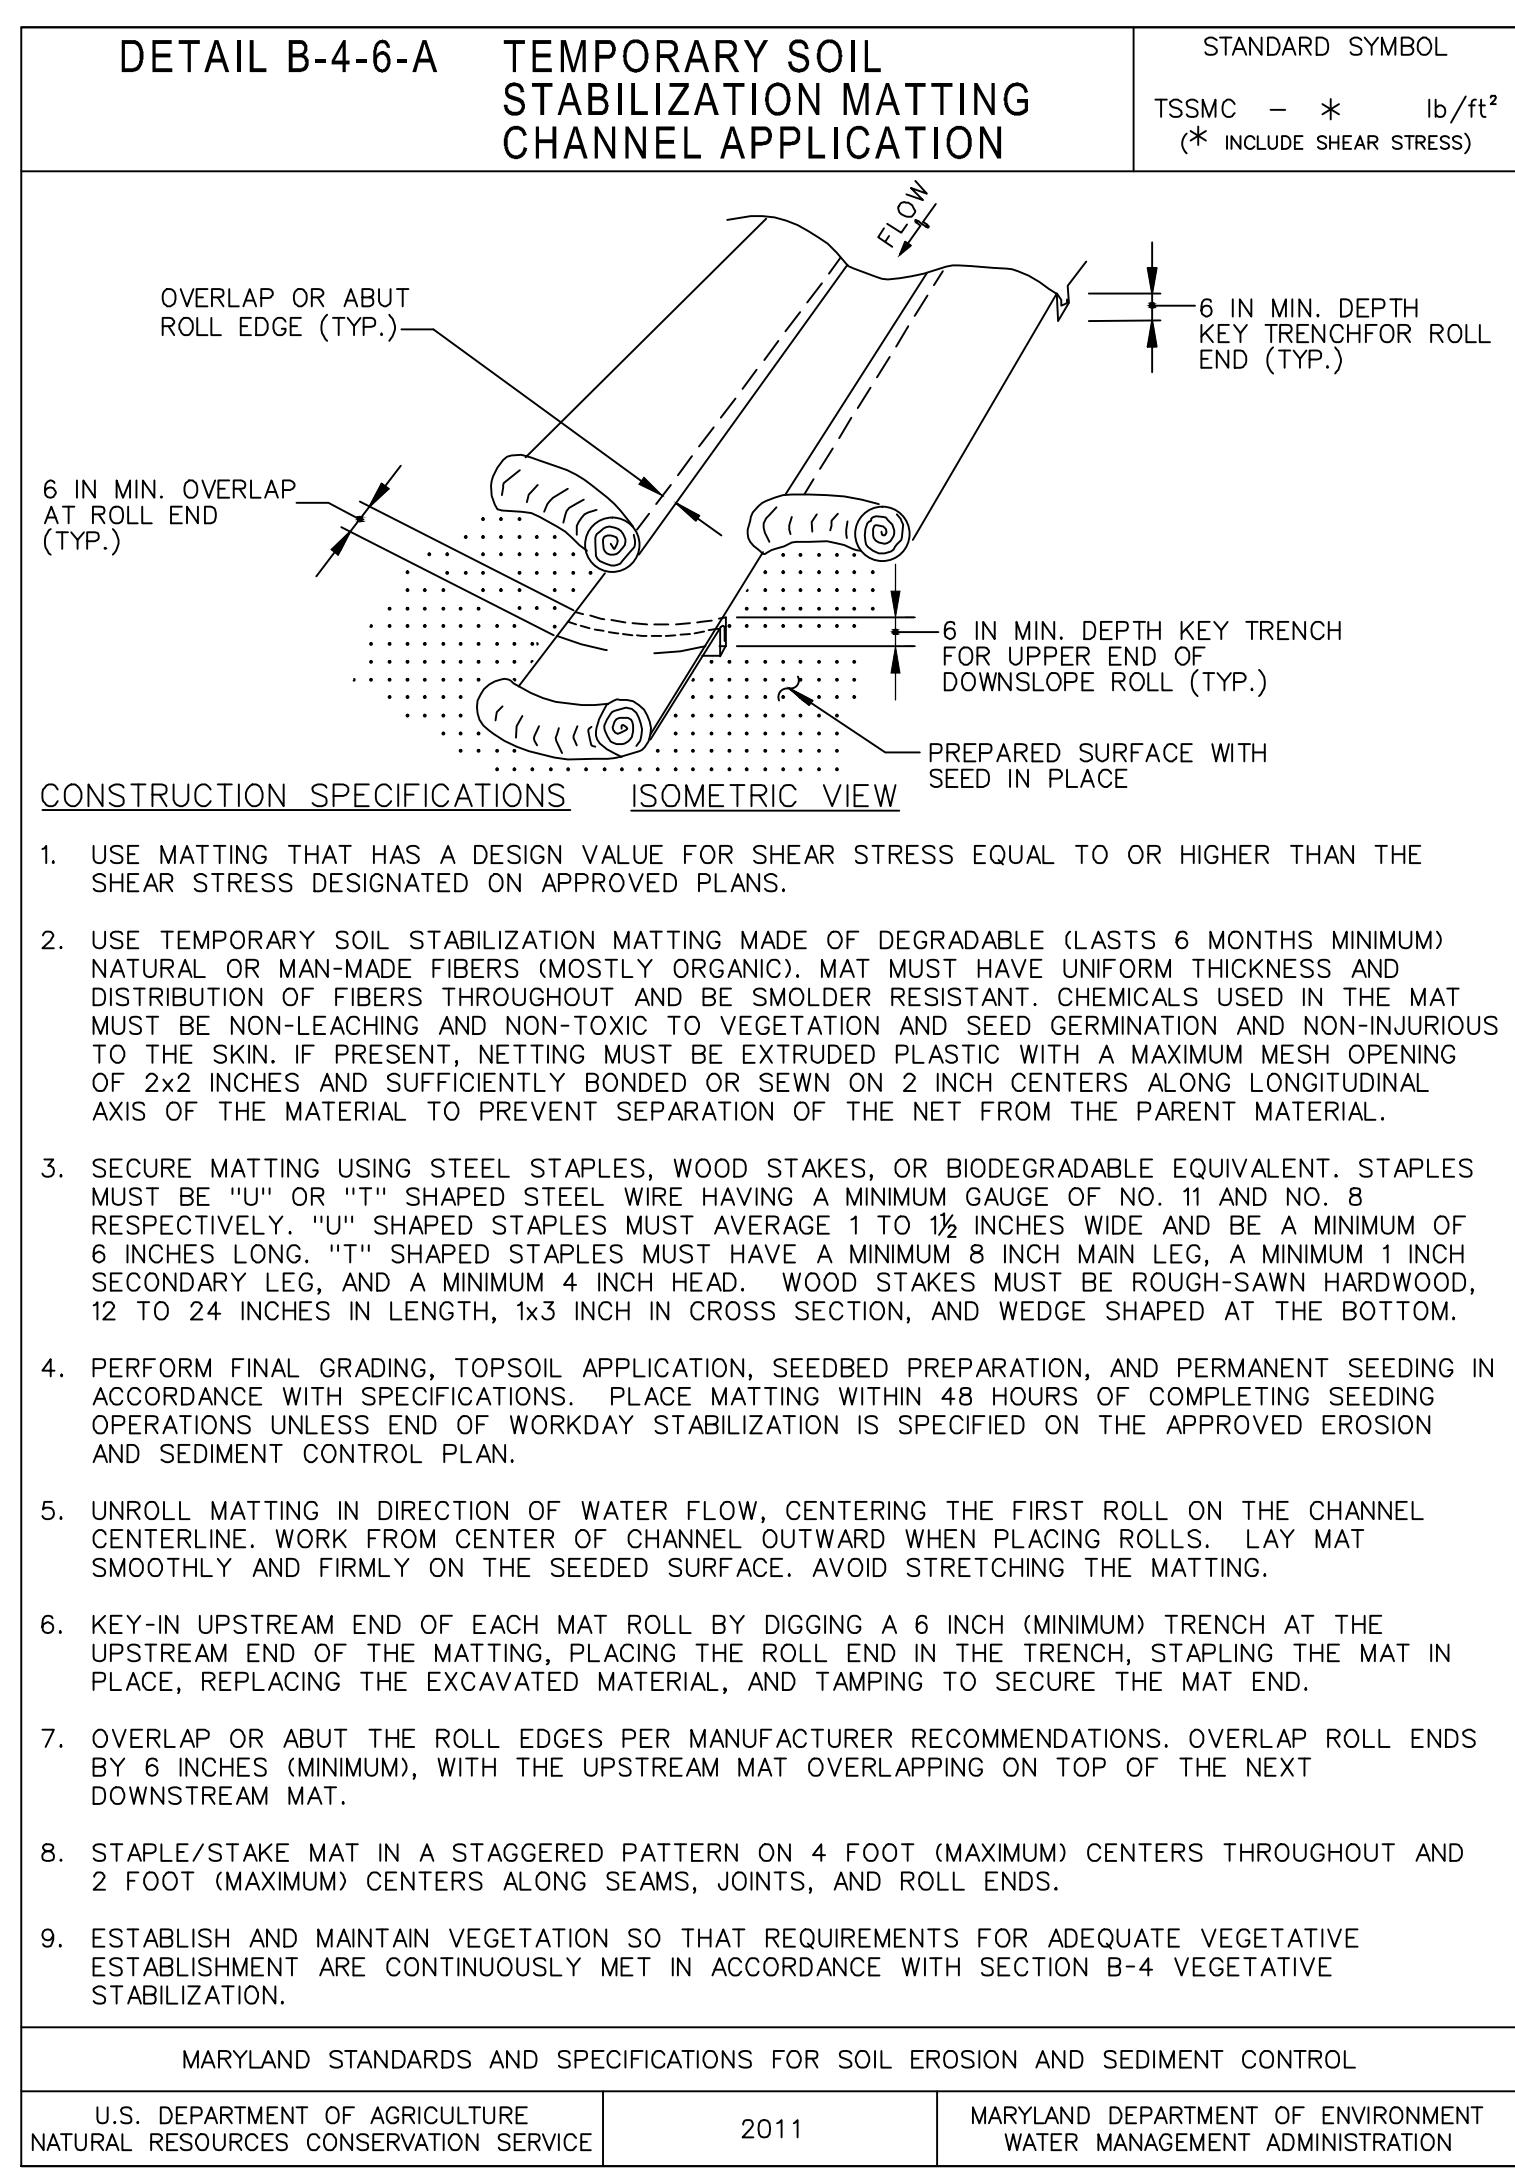 DETAIL B-4-6-A TEMPORARY SOIL
STABILIZATION MATTING
CHANNEL APPLICATION
STANDARD SYMBOL
TSSMC - * lb/ft²
(* INCLUDE SHEAR STRESS)
FLOW
OVERLAP OR ABUT
ROLL EDGE (TYP.)
6 IN MIN. DEPTH
KEY TRENCHFOR ROLL
END (TYP.)
6 IN MIN. OVERLAP
AT ROLL END
(TYP.)
6 IN MIN. DEPTH KEY TRENCH
FOR UPPER END OF
DOWNSLOPE ROLL (TYP.)
PREPARED SURFACE WITH
SEED IN PLACE
CONSTRUCTION SPECIFICATIONS ISOMETRIC VIEW
1. USE MATTING THAT HAS A DESIGN VALUE FOR SHEAR STRESS EQUAL TO OR HIGHER THAN THE
SHEAR STRESS DESIGNATED ON APPROVED PLANS.
2. USE TEMPORARY SOIL STABILIZATION MATTING MADE OF DEGRADABLE (LASTS 6 MONTHS MINIMUM)
NATURAL OR MAN-MADE FIBERS (MOSTLY ORGANIC). MAT MUST HAVE UNIFORM THICKNESS AND
DISTRIBUTION OF FIBERS THROUGHOUT AND BE SMOLDER RESISTANT. CHEMICALS USED IN THE MAT
MUST BE NON-LEACHING AND NON-TOXIC TO VEGETATION AND SEED GERMINATION AND NON-INJURIOUS
TO THE SKIN. IF PRESENT, NETTING MUST BE EXTRUDED PLASTIC WITH A MAXIMUM MESH OPENING
OF 2x2 INCHES AND SUFFICIENTLY BONDED OR SEWN ON 2 INCH CENTERS ALONG LONGITUDINAL
AXIS OF THE MATERIAL TO PREVENT SEPARATION OF THE NET FROM THE PARENT MATERIAL.
3. SECURE MATTING USING STEEL STAPLES, WOOD STAKES, OR BIODEGRADABLE EQUIVALENT. STAPLES
MUST BE "U" OR "T" SHAPED STEEL WIRE HAVING A MINIMUM GAUGE OF NO. 11 AND NO. 8
RESPECTIVELY. "U" SHAPED STAPLES MUST AVERAGE 1 TO 1½ INCHES WIDE AND BE A MINIMUM OF
6 INCHES LONG. "T" SHAPED STAPLES MUST HAVE A MINIMUM 8 INCH MAIN LEG, A MINIMUM 1 INCH
SECONDARY LEG, AND A MINIMUM 4 INCH HEAD. WOOD STAKES MUST BE ROUGH-SAWN HARDWOOD,
12 TO 24 INCHES IN LENGTH, 1x3 INCH IN CROSS SECTION, AND WEDGE SHAPED AT THE BOTTOM.
4. PERFORM FINAL GRADING, TOPSOIL APPLICATION, SEEDBED PREPARATION, AND PERMANENT SEEDING IN
ACCORDANCE WITH SPECIFICATIONS. PLACE MATTING WITHIN 48 HOURS OF COMPLETING SEEDING
OPERATIONS UNLESS END OF WORKDAY STABILIZATION IS SPECIFIED ON THE APPROVED EROSION
AND SEDIMENT CONTROL PLAN.
5. UNROLL MATTING IN DIRECTION OF WATER FLOW, CENTERING THE FIRST ROLL ON THE CHANNEL
CENTERLINE. WORK FROM CENTER OF CHANNEL OUTWARD WHEN PLACING ROLLS. LAY MAT
SMOOTHLY AND FIRMLY ON THE SEEDED SURFACE. AVOID STRETCHING THE MATTING.
6. KEY-IN UPSTREAM END OF EACH MAT ROLL BY DIGGING A 6 INCH (MINIMUM) TRENCH AT THE
UPSTREAM END OF THE MATTING, PLACING THE ROLL END IN THE TRENCH, STAPLING THE MAT IN
PLACE, REPLACING THE EXCAVATED MATERIAL, AND TAMPING TO SECURE THE MAT END.
7. OVERLAP OR ABUT THE ROLL EDGES PER MANUFACTURER RECOMMENDATIONS. OVERLAP ROLL ENDS
BY 6 INCHES (MINIMUM), WITH THE UPSTREAM MAT OVERLAPPING ON TOP OF THE NEXT
DOWNSTREAM MAT.
8. STAPLE/STAKE MAT IN A STAGGERED PATTERN ON 4 FOOT (MAXIMUM) CENTERS THROUGHOUT AND
2 FOOT (MAXIMUM) CENTERS ALONG SEAMS, JOINTS, AND ROLL ENDS.
9. ESTABLISH AND MAINTAIN VEGETATION SO THAT REQUIREMENTS FOR ADEQUATE VEGETATIVE
ESTABLISHMENT ARE CONTINUOUSLY MET IN ACCORDANCE WITH SECTION B-4 VEGETATIVE
STABILIZATION.
MARYLAND STANDARDS AND SPECIFICATIONS FOR SOIL EROSION AND SEDIMENT CONTROL
U.S. DEPARTMENT OF AGRICULTURE
NATURAL RESOURCES CONSERVATION SERVICE
2011
MARYLAND DEPARTMENT OF ENVIRONMENT
WATER MANAGEMENT ADMINISTRATION